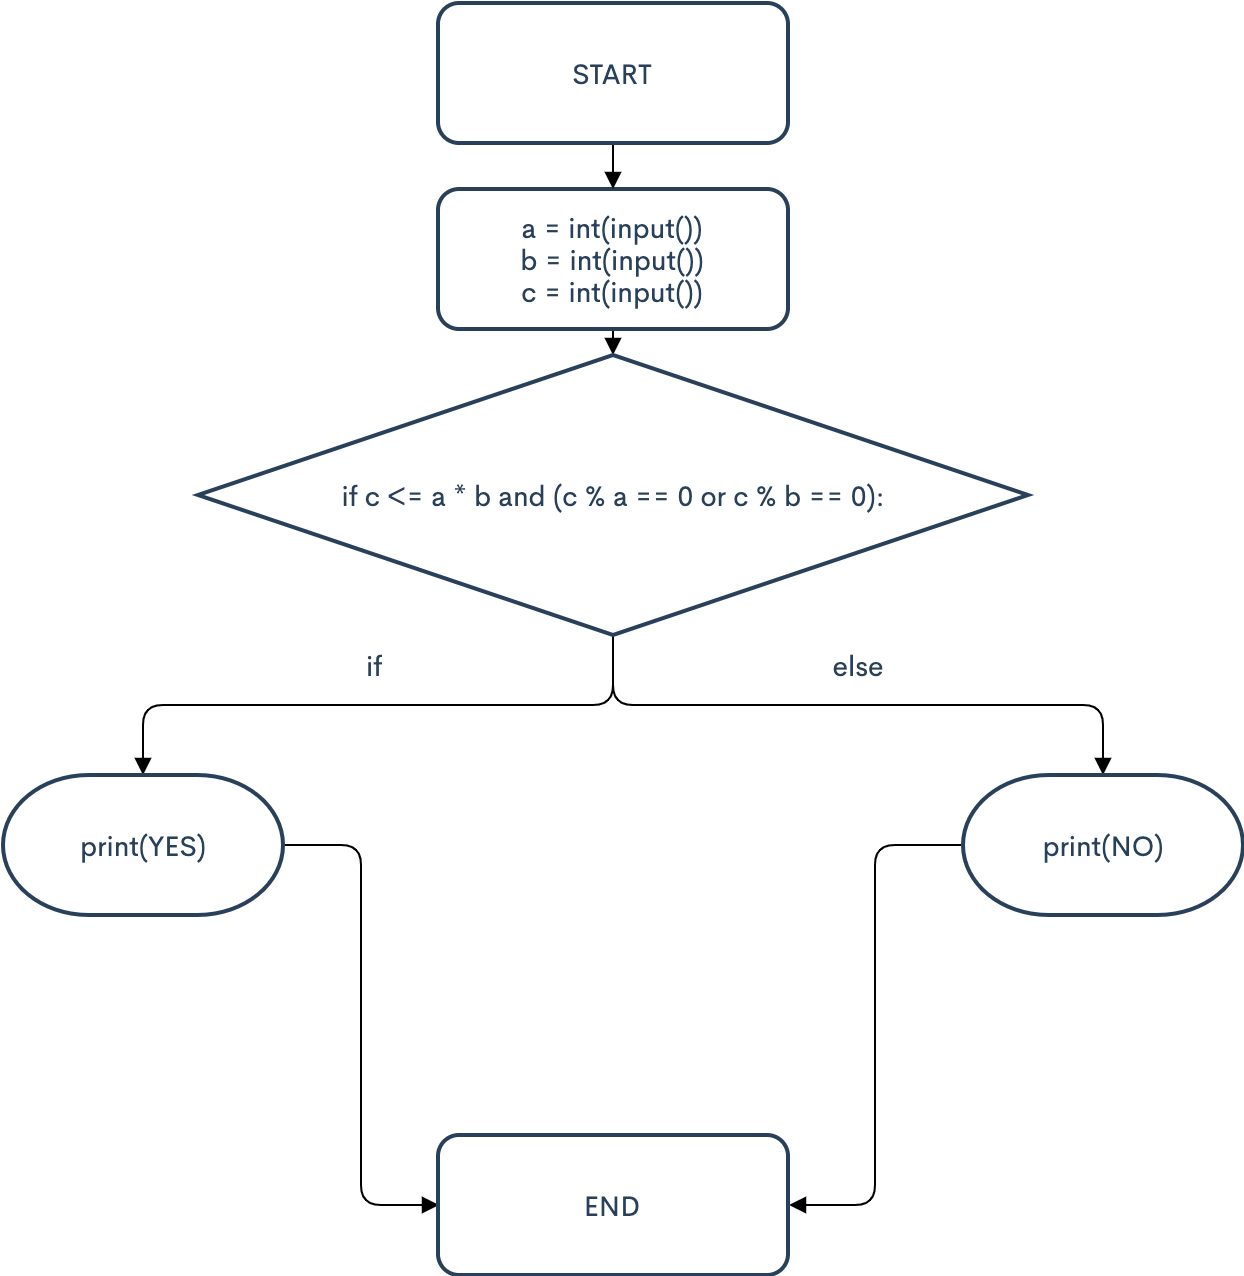 START
a = int(input())
b = int(input())
c = int(input())
if c <= a * b and (c % a == 0 or c % b == 0):
if
else
print(YES)
print(NO)
END